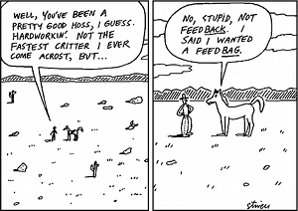 WELL, YOU'VE BEEN A
PRETTY GOOD HOSS, I GUESS.
HARDWORKIN'. NOT THE
FASTEST CRITTER I EVER
COME ACROST, BUT...
NO, STUPID, NOT
FEEDBACK. I
SAID I WANTED
A FEEDBAG.